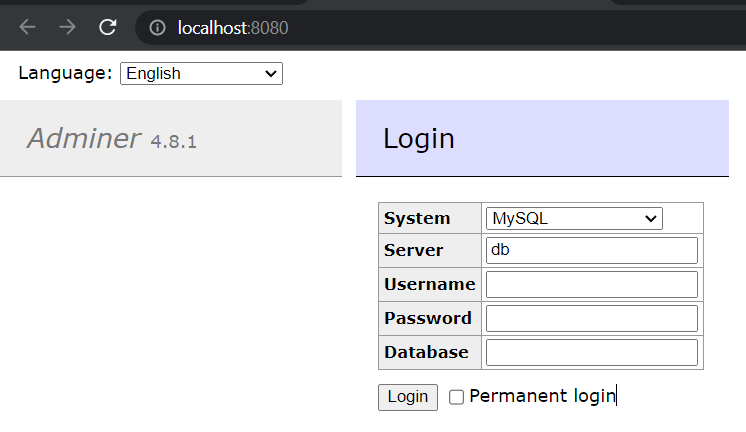 localhost:8080
Language: English
Adminer 4.8.1
Login
System MySQL
Server db
Username
Password
Database
Login Permanent login